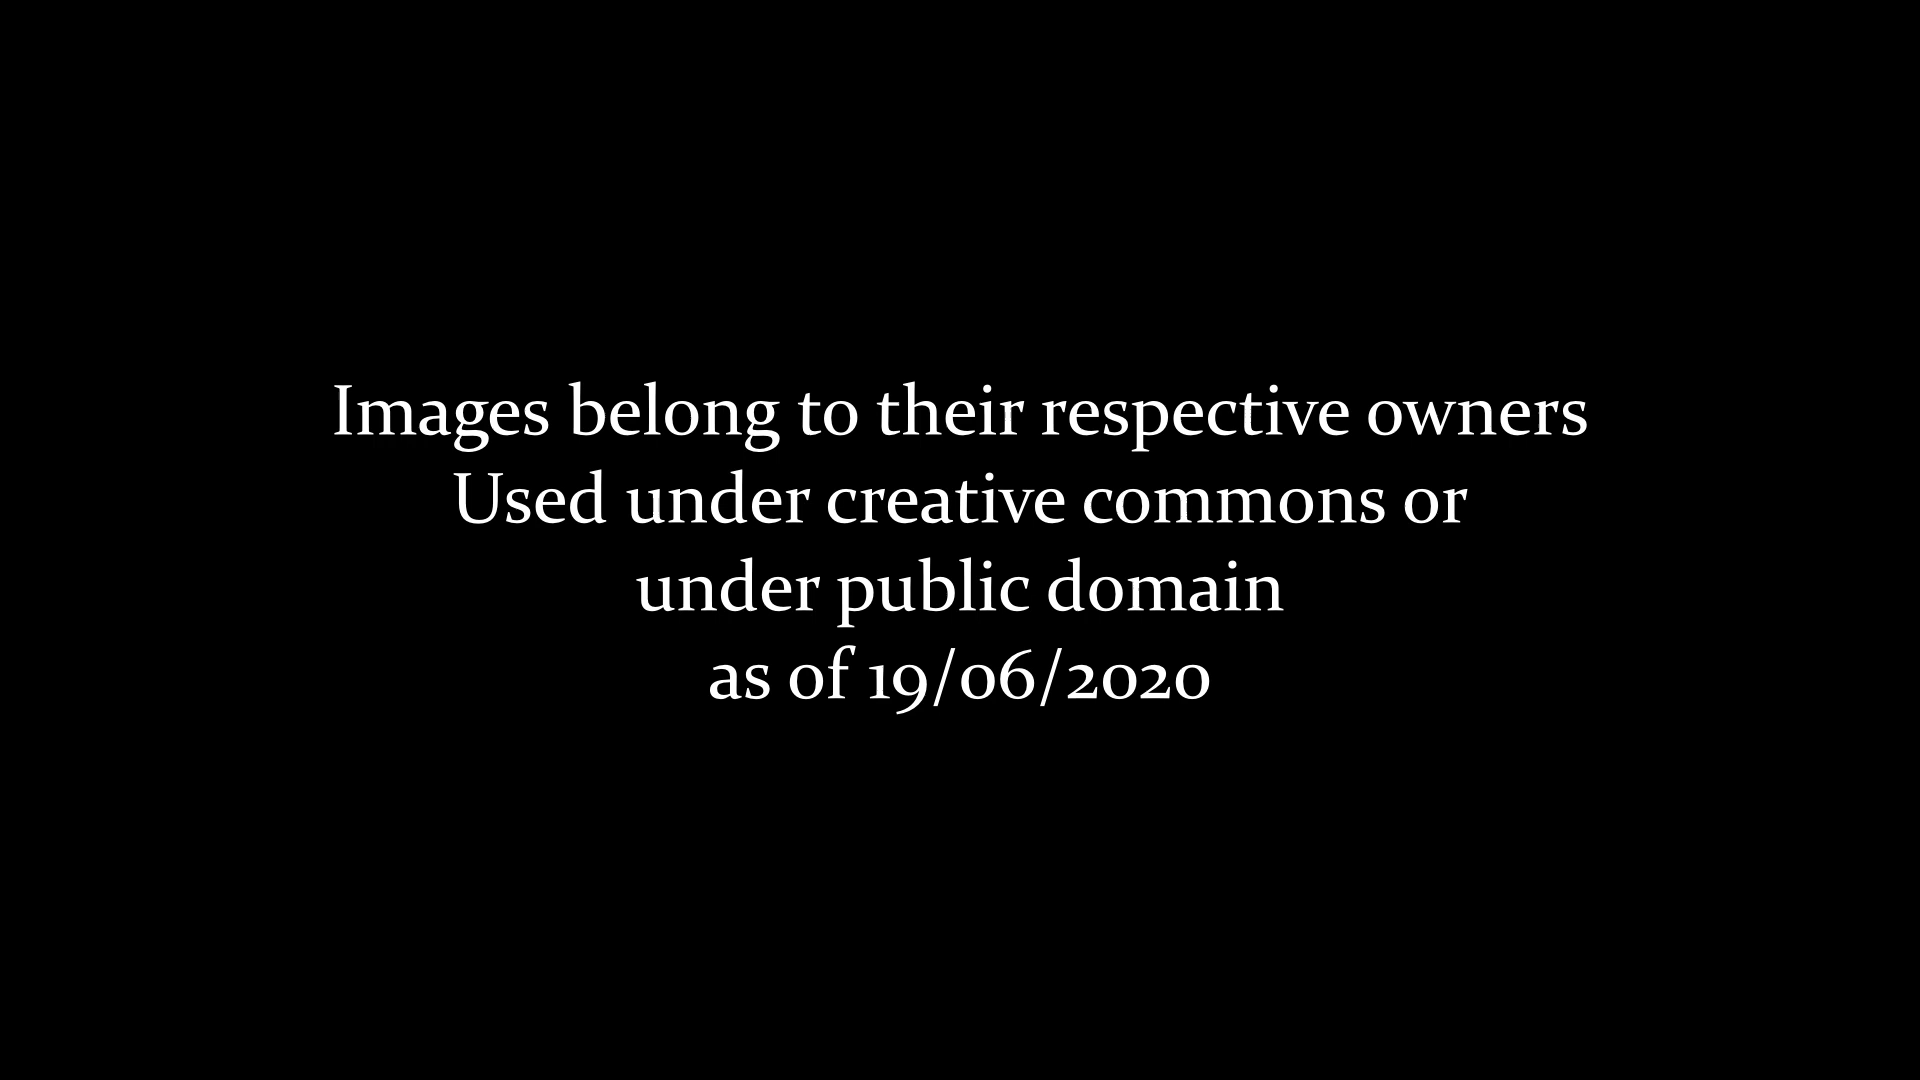 Images belong to their respective owners
Used under creative commons or
under public domain
as of 19/06/2020